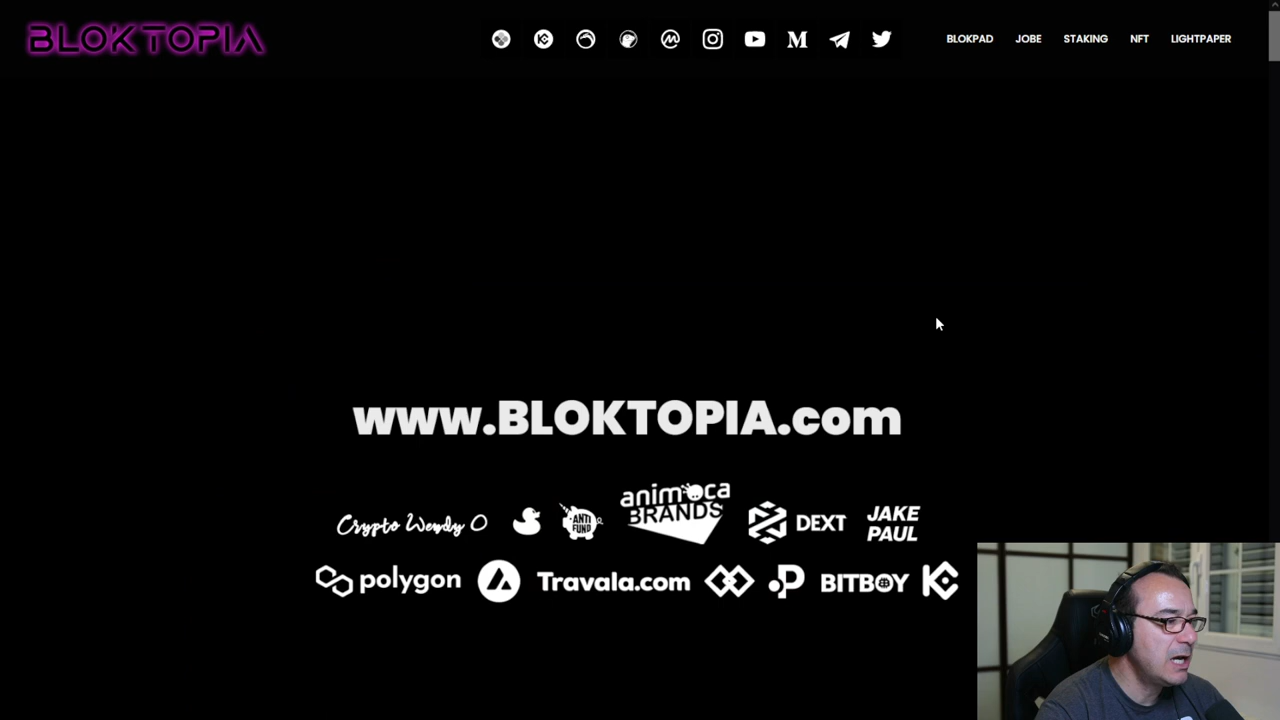 BLOKTOPIA
BLOKPAD JOBE STAKING NFT LIGHTPAPER
www.BLOKTOPIA.com
Crypto Wendy O ANTI FUND animoca BRANDS DEXT JAKE PAUL
polygon Travala.com P BITBOY K